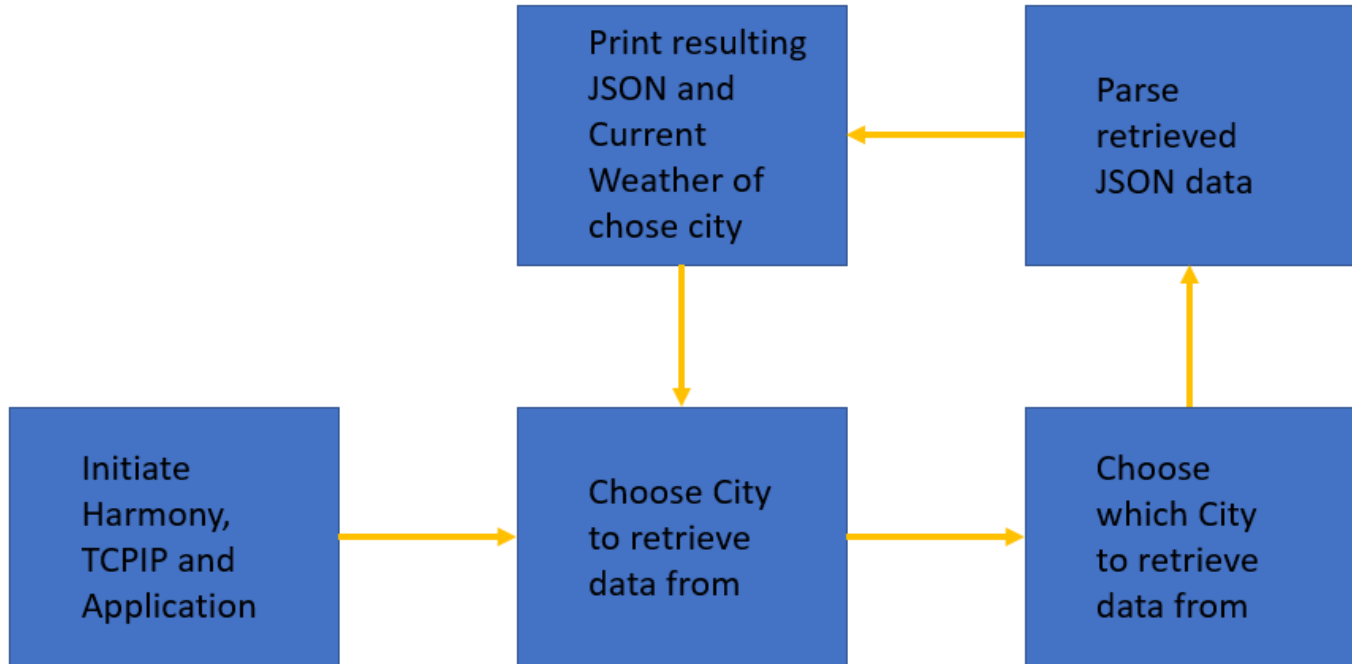 Print resulting
JSON and
Current
Weather of
chose city
Parse
retrieved
JSON data
Initiate
Harmony,
TCPIP and
Application
Choose City
to retrieve
data from
Choose
which City
to retrieve
data from